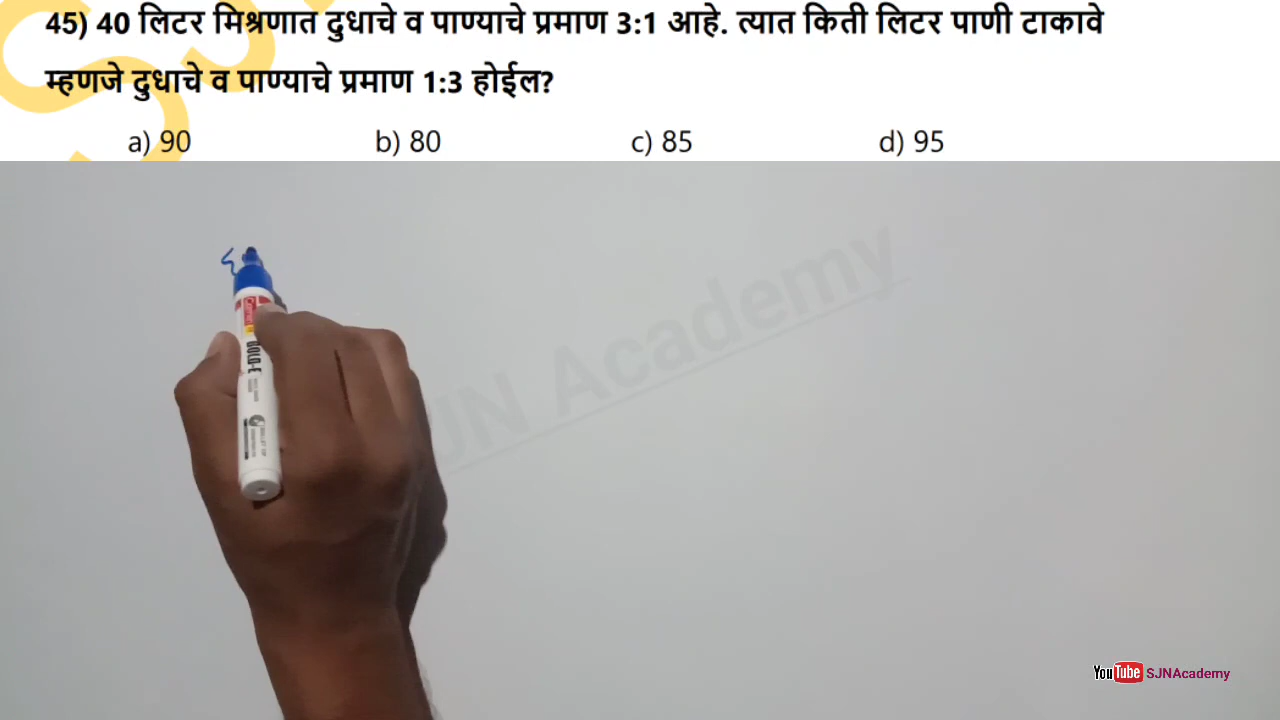 45) 40 लिटर मिश्रणात दुधाचे व पाण्याचे प्रमाण 3:1 आहे. त्यात किती लिटर पाणी टाकावे
म्हणजे दुधाचे व पाण्याचे प्रमाण 1:3 होईल?
a) 90 b) 80 c) 85 d) 95
SJN Academy
BOLD-E
YouTube SJNAcademy